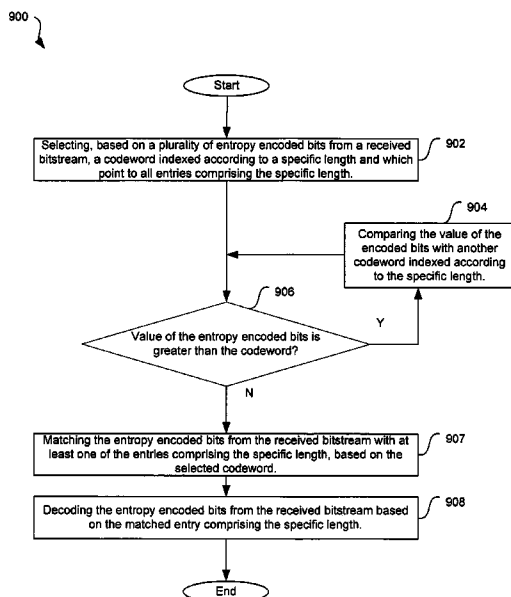 900
Start
Selecting, based on a plurality of entropy encoded bits from a received
bitstream, a codeword indexed according to a specific length and which
point to all entries comprising the specific length.
902
904
Comparing the value of the
encoded bits with another
codeword indexed according
to the specific length.
906
Value of the entropy encoded bits is
greater than the codeword?
Y
N
Matching the entropy encoded bits from the received bitstream with at
least one of the entries comprising the specific length, based on the
selected codeword.
907
Decoding the entropy encoded bits from the received bitstream based
on the matched entry comprising the specific length.
908
End